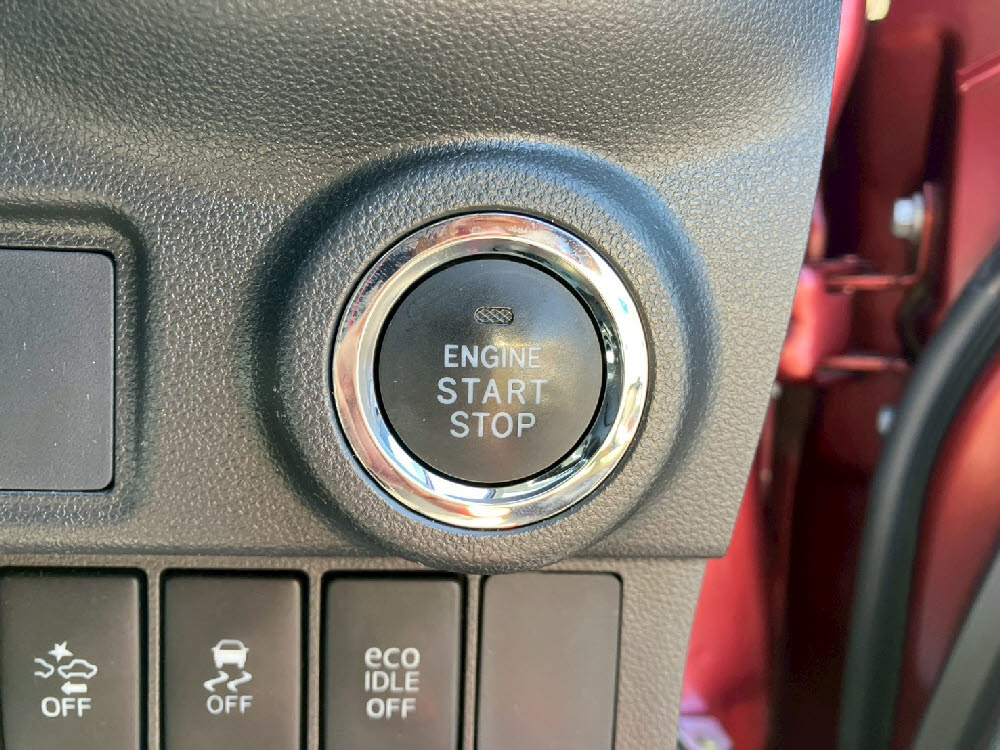 ENGINE
START
STOP
OFF
OFF
eco
IDLE
OFF